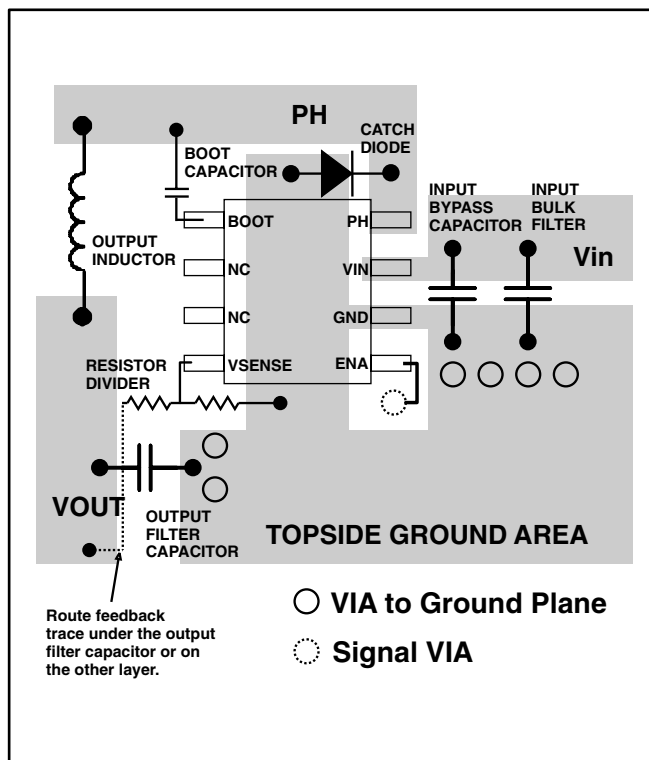 PH
CATCH
DIODE
BOOT
CAPACITOR
INPUT
BYPASS
CAPACITOR
INPUT
BULK
FILTER
Vin
OUTPUT
INDUCTOR
BOOT
PH
NC
VIN
NC
GND
VSENSE
ENA
RESISTOR
DIVIDER
VOUT
OUTPUT
FILTER
CAPACITOR
TOPSIDE GROUND AREA
Route feedback
trace under the output
filter capacitor or on
the other layer.
VIA to Ground Plane
Signal VIA